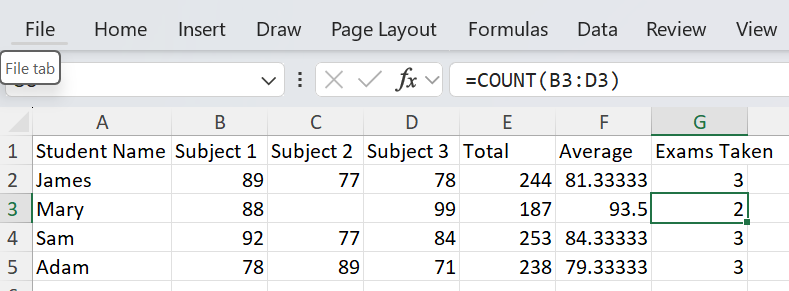 File Home Insert Draw Page Layout Formulas Data Review View
File tab
fx =COUNT(B3:D3)
A B C D E F G
1 Student Name Subject 1 Subject 2 Subject 3 Total Average Exams Taken
2 James 89 77 78 244 81.33333 3
3 Mary 88 99 187 93.5 2
4 Sam 92 77 84 253 84.33333 3
5 Adam 78 89 71 238 79.33333 3